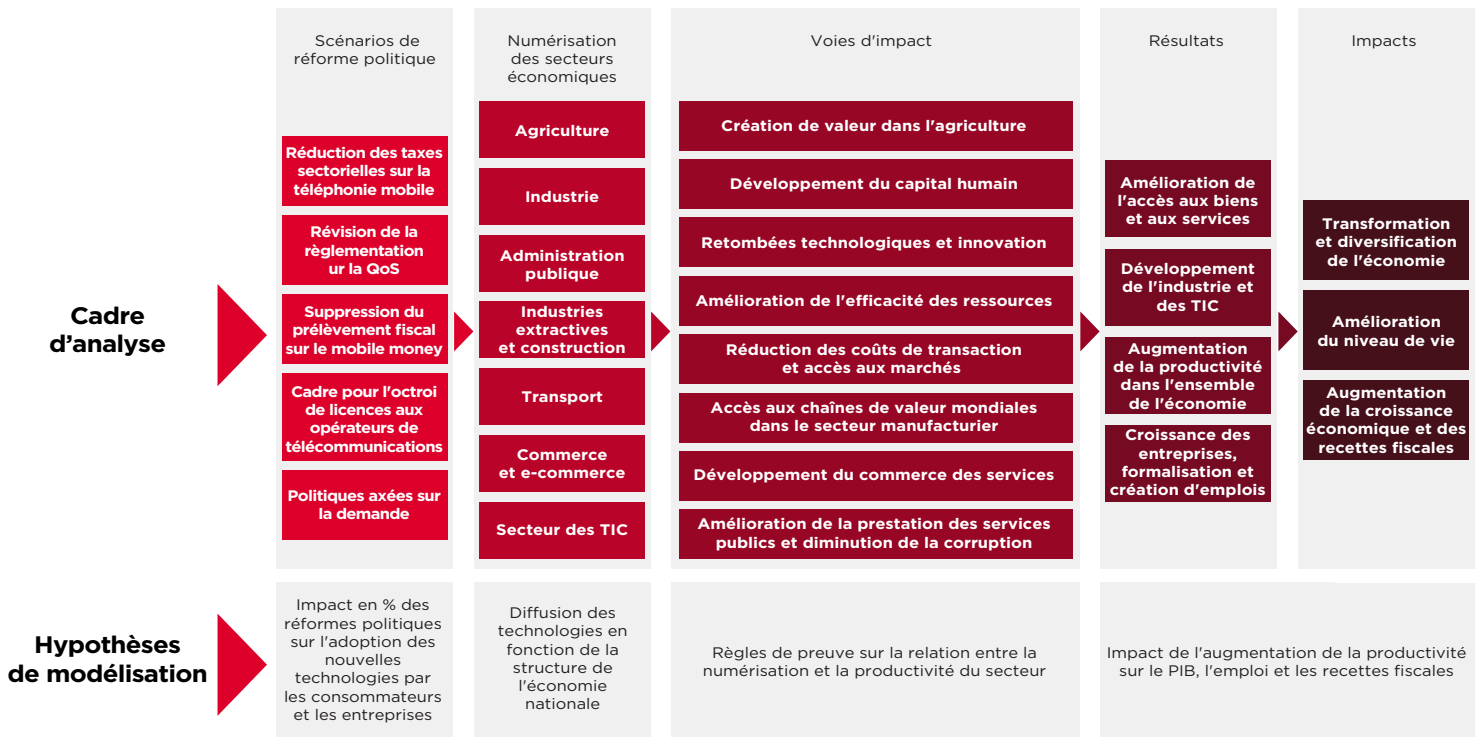 Scénarios de
réforme politique
Numérisation
des secteurs
économiques
Voies d'impact
Résultats
Impacts
Cadre
d’analyse
Réduction des taxes
sectorielles sur la
téléphonie mobile
Révision de la
règlementation
ur la QoS
Suppression du
prélèvement fiscal
sur le mobile money
Cadre pour l'octroi
de licences aux
opérateurs de
télécommunications
Politiques axées sur
la demande
Agriculture
Industrie
Administration
publique
Industries
extractives
et construction
Transport
Commerce
et e-commerce
Secteur des TIC
Création de valeur dans l'agriculture
Développement du capital humain
Retombées technologiques et innovation
Amélioration de l'efficacité des ressources
Réduction des coûts de transaction
et accès aux marchés
Accès aux chaînes de valeur mondiales
dans le secteur manufacturier
Développement du commerce des services
Amélioration de la prestation des services
publics et diminution de la corruption
Amélioration de
l'accès aux biens
et aux services
Développement
de l'industrie et
des TIC
Augmentation
de la productivité
dans l'ensemble
de l'économie
Croissance des
entreprises,
formalisation et
création d'emplois
Transformation
et diversification
de l'économie
Amélioration
du niveau de vie
Augmentation
de la croissance
économique et des
recettes fiscales
Hypothèses
de modélisation
Impact en % des
réformes politiques
sur l'adoption des
nouvelles
technologies par
les consommateurs
et les entreprises
Diffusion des
technologies en
fonction de la
structure de
l'économie
nationale
Règles de preuve sur la relation entre la
numérisation et la productivité du secteur
Impact de l'augmentation de la productivité
sur le PIB, l'emploi et les recettes fiscales